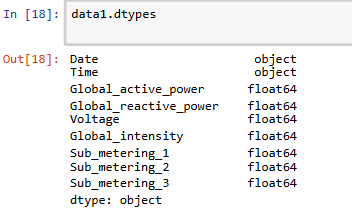 In [18]: data1.dtypes
Out[18]: Date object
Time object
Global_active_power float64
Global_reactive_power float64
Voltage float64
Global_intensity float64
Sub_metering_1 float64
Sub_metering_2 float64
Sub_metering_3 float64
dtype: object